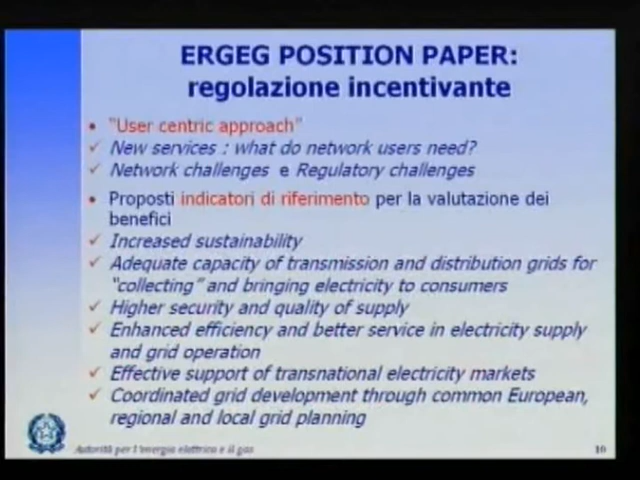 ERGEG POSITION PAPER:
regolazione incentivante
• "User centric approach"
✓ New services : what do network users need?
✓ Network challenges e Regulatory challenges
• Proposti indicatori di riferimento per la valutazione dei
benefici
✓ Increased sustainability
✓ Adequate capacity of transmission and distribution grids for
"collecting" and bringing electricity to consumers
✓ Higher security and quality of supply
✓ Enhanced efficiency and better service in electricity supply
and grid operation
✓ Effective support of transnational electricity markets
✓ Coordinated grid development through common European,
regional and local grid planning
Autorità per l'energia elettrica e il gas
10